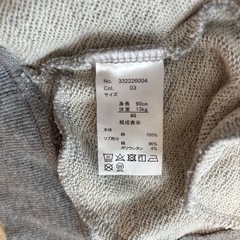 No. 332226004
Col. 03
サイズ
身長 90cm
体重 13kg
90
組成表示
本体
綿 100%
リブ部分
綿 96%
ポリウレタン 4%